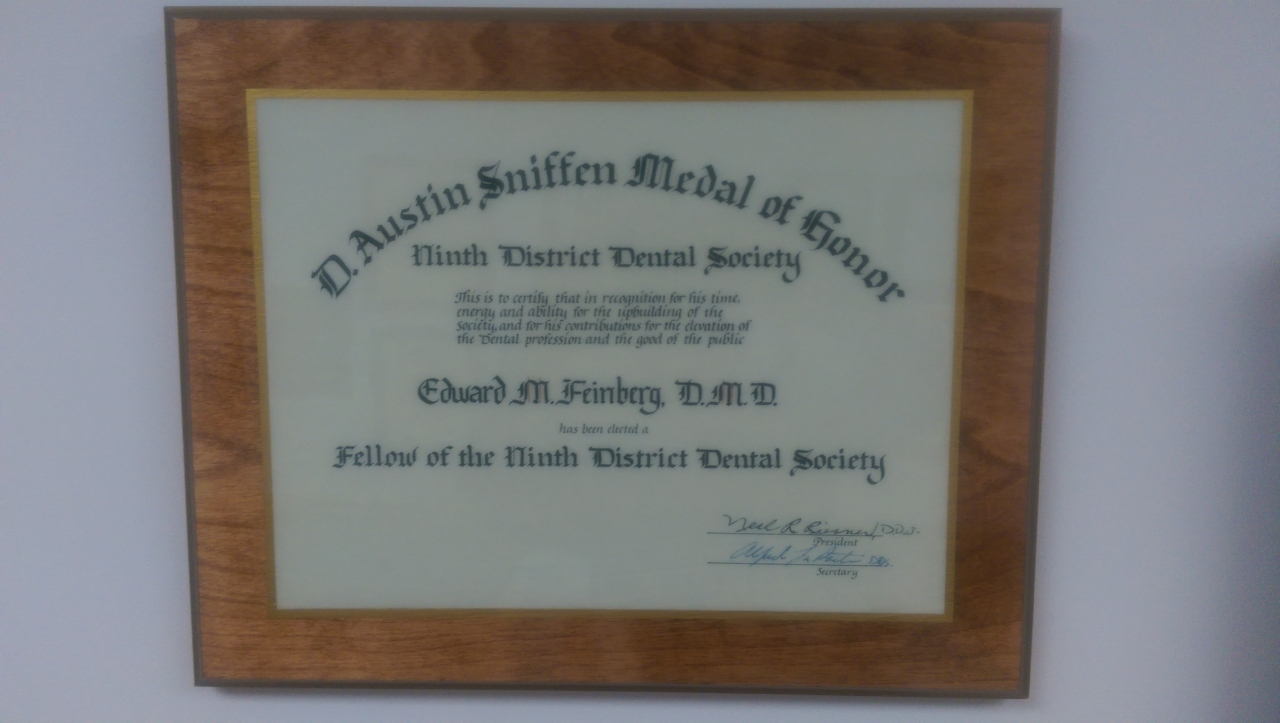 D. Austin Sniffen Medal of Honor
Ninth District Dental Society
This is to certify that in recognition for his time,
energy and ability for the upbuilding of the
Society, and for his contributions for the elevation of
the Dental profession and the good of the public
Edward M. Feinberg, D.M.D.
has been elected a
Fellow of the Ninth District Dental Society
Neal R. Riesner, D.D.S.
President
Secretary